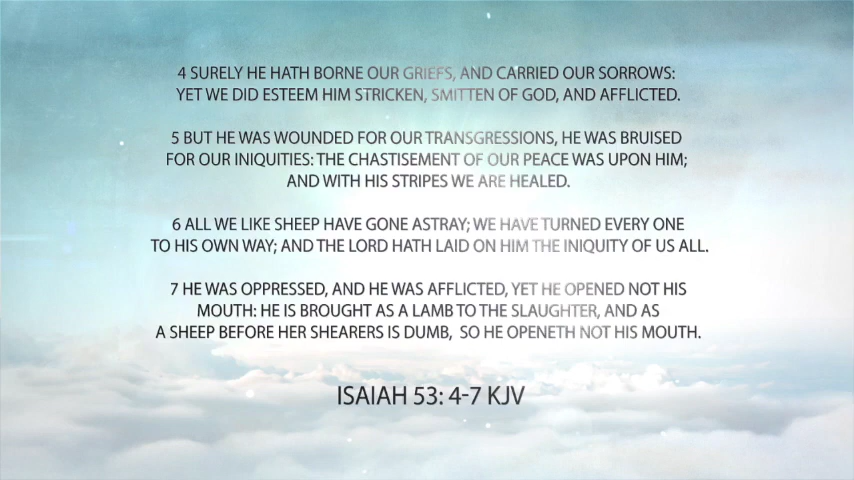 4 SURELY HE HATH BORNE OUR GRIEFS, AND CARRIED OUR SORROWS:
YET WE DID ESTEEM HIM STRICKEN, SMITTEN OF GOD, AND AFFLICTED.
5 BUT HE WAS WOUNDED FOR OUR TRANSGRESSIONS, HE WAS BRUISED
FOR OUR INIQUITIES: THE CHASTISEMENT OF OUR PEACE WAS UPON HIM;
AND WITH HIS STRIPES WE ARE HEALED.
6 ALL WE LIKE SHEEP HAVE GONE ASTRAY; WE HAVE TURNED EVERY ONE
TO HIS OWN WAY; AND THE LORD HATH LAID ON HIM THE INIQUITY OF US ALL.
7 HE WAS OPPRESSED, AND HE WAS AFFLICTED, YET HE OPENED NOT HIS
MOUTH: HE IS BROUGHT AS A LAMB TO THE SLAUGHTER, AND AS
A SHEEP BEFORE HER SHEARERS IS DUMB,  SO HE OPENETH NOT HIS MOUTH.
ISAIAH 53: 4-7 KJV